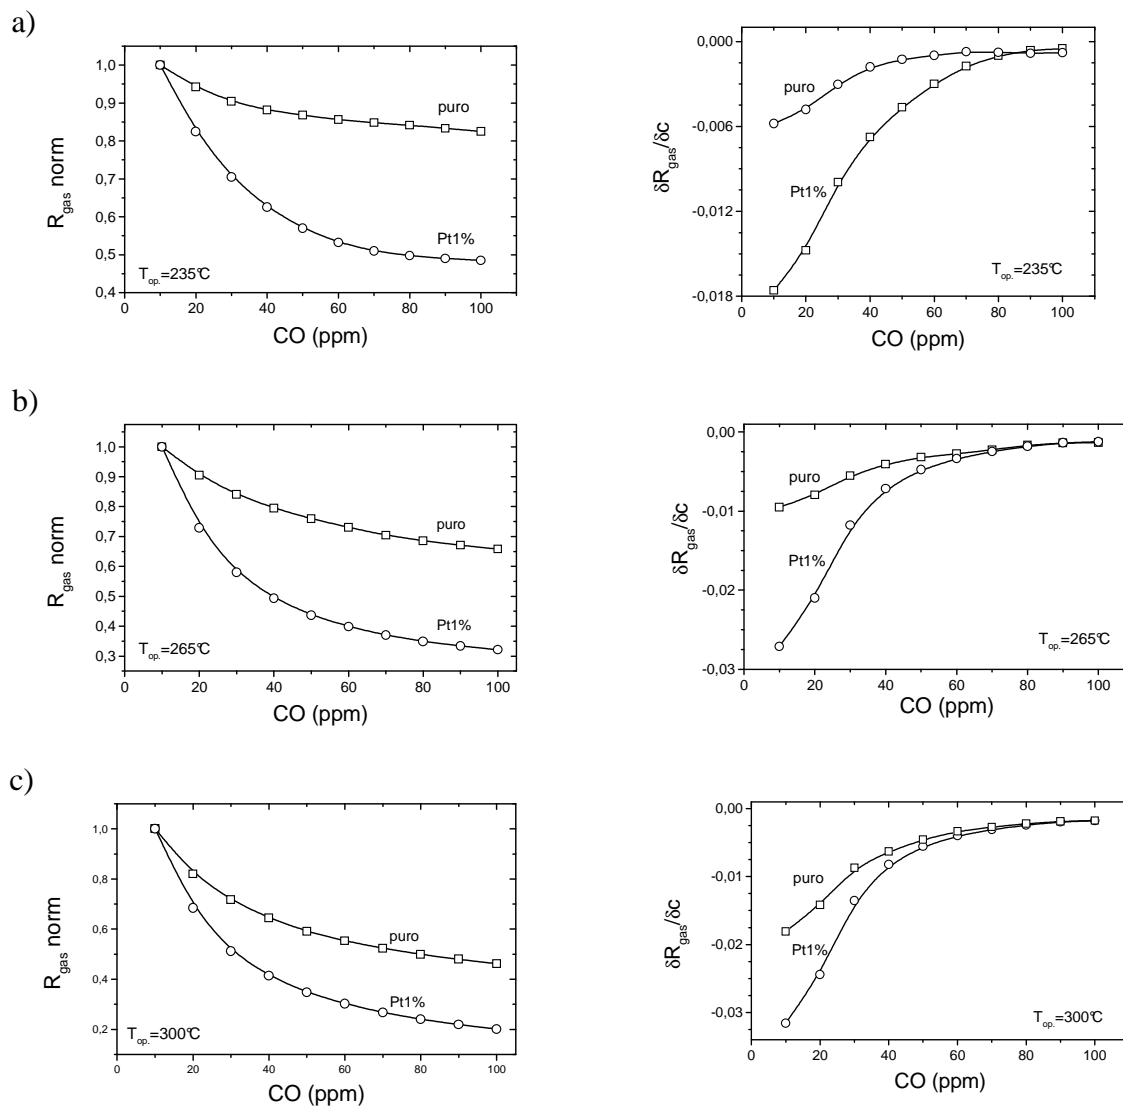 a)
1,0
0,9
0,8
0,7
0,6
0,5
0,4
R_gas norm
puro
Pt1%
T_op.=235°C
0 20 40 60 80 100
CO (ppm)
0,000
-0,006
-0,012
-0,018
δR_gas/δc
puro
Pt1%
T_op.=235°C
0 20 40 60 80 100
CO (ppm)
b)
1,0
0,9
0,8
0,7
0,6
0,5
0,4
0,3
R_gas norm
puro
Pt1%
T_op.=265°C
0 20 40 60 80 100
CO (ppm)
0,00
-0,01
-0,02
-0,03
δR_gas/δc
puro
Pt1%
T_op.=265°C
0 20 40 60 80 100
CO (ppm)
c)
1,0
0,8
0,6
0,4
0,2
R_gas norm
puro
Pt1%
T_op.=300°C
0 20 40 60 80 100
CO (ppm)
0,00
-0,01
-0,02
-0,03
δR_gas/δc
puro
Pt1%
T_op.=300°C
0 20 40 60 80 100
CO (ppm)